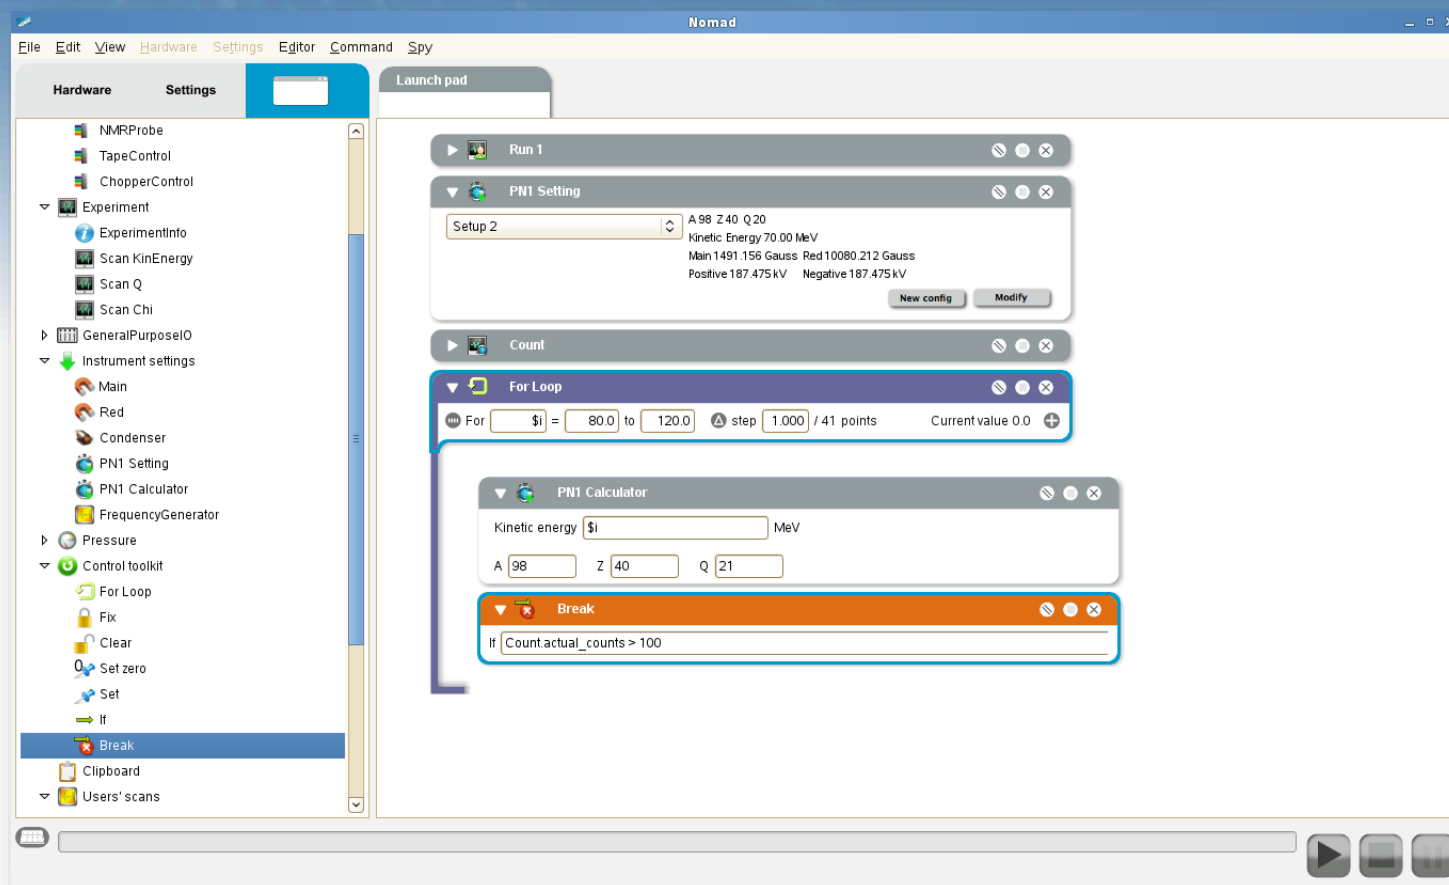 Nomad
File Edit View Hardware Settings Editor Command Spy
Hardware Settings
Launch pad
NMRProbe
TapeControl
ChopperControl
Experiment
ExperimentInfo
Scan KinEnergy
Scan Q
Scan Chi
GeneralPurposeIO
Instrument settings
Main
Red
Condenser
PN1 Setting
PN1 Calculator
FrequencyGenerator
Pressure
Control toolkit
For Loop
Fix
Clear
Set zero
Set
If
Break
Clipboard
Users' scans
Run 1
PN1 Setting
Setup 2
A 98 Z 40 Q 20
Kinetic Energy 70.00 MeV
Main 1491.156 Gauss Red 10080.212 Gauss
Positive 187.475 kV Negative 187.475 kV
New config Modify
Count
For Loop
For $i = 80.0 to 120.0 step 1.000 / 41 points Current value 0.0
PN1 Calculator
Kinetic energy $i MeV
A 98 Z 40 Q 21
Break
If Count.actual_counts > 100